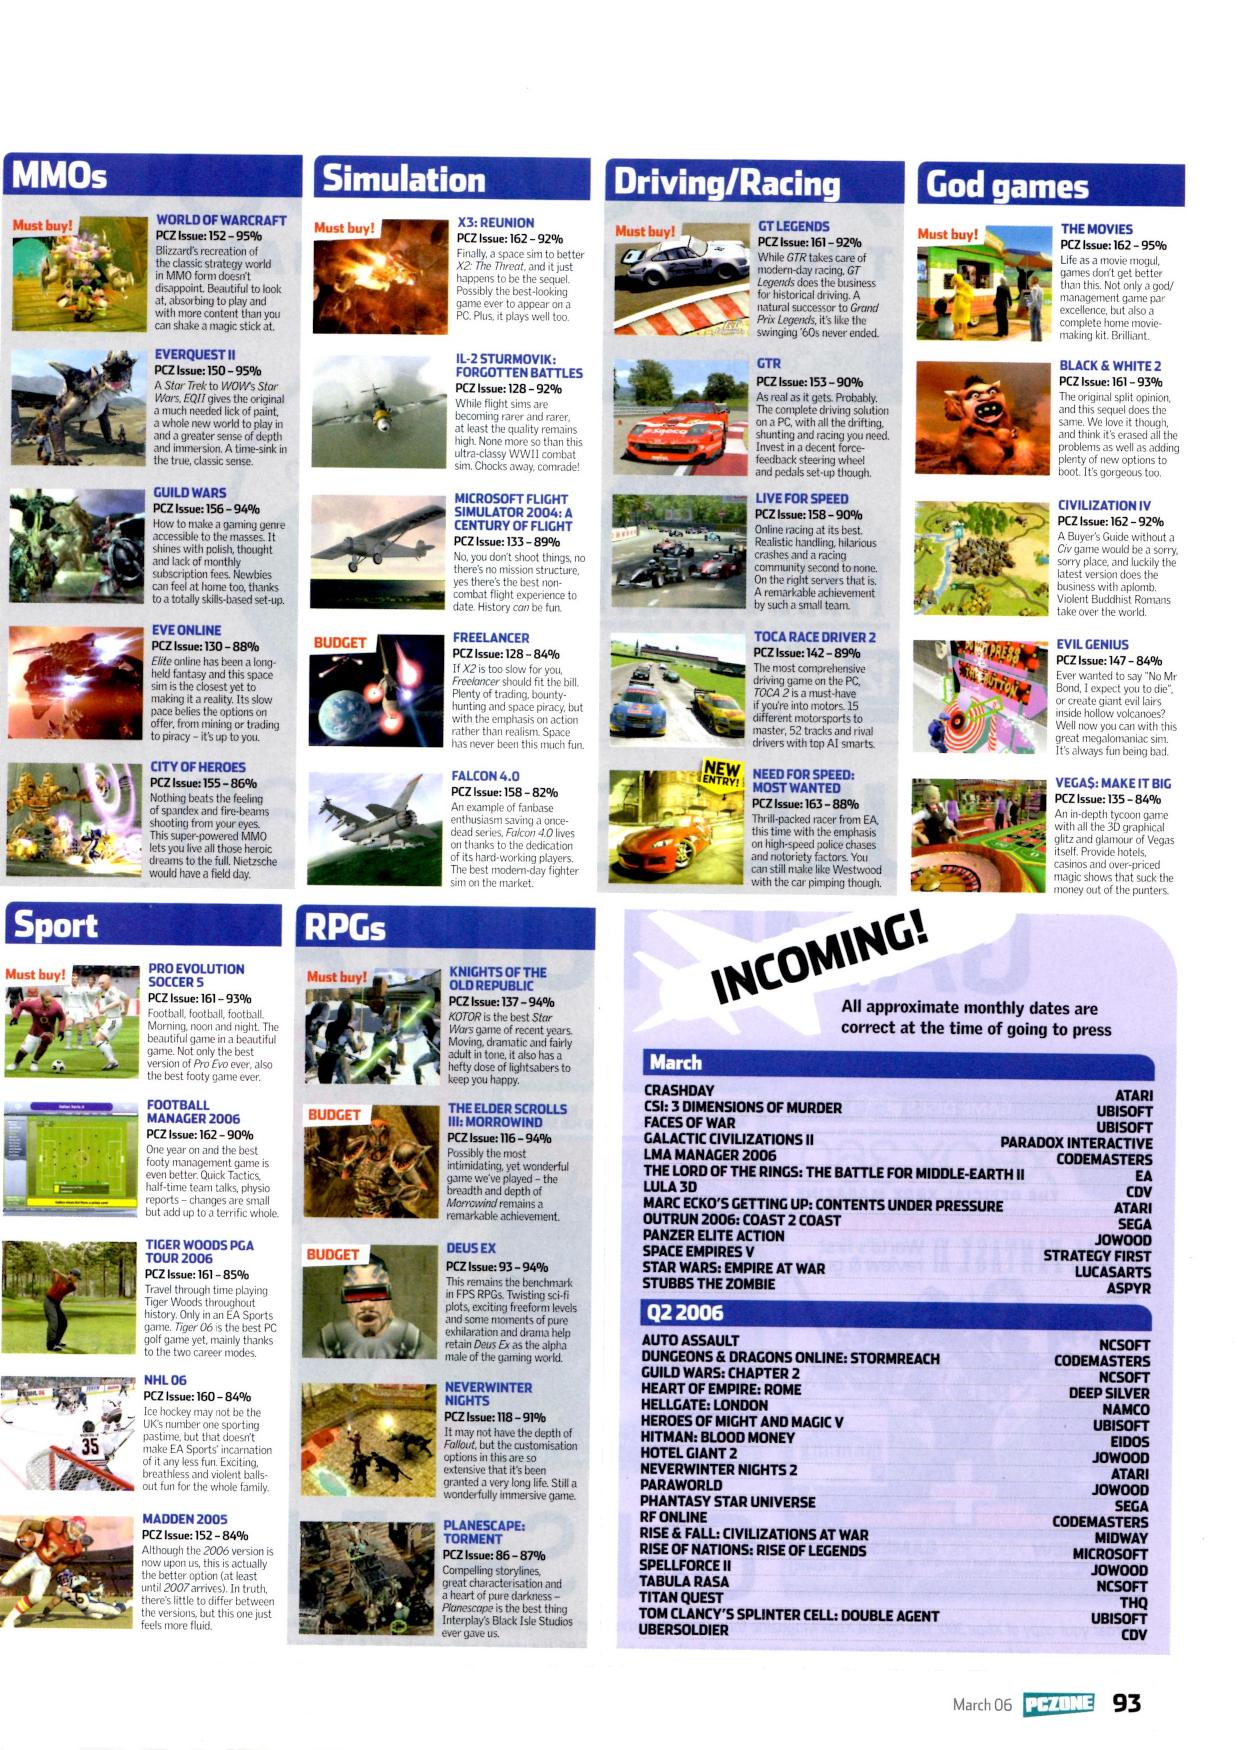 MMOs
Must buy!
WORLD OF WARCRAFT
PCZ Issue: 152 – 95%
Blizzard's recreation of
the classic strategy world
in MMO form doesn't
disappoint. Beautiful to look
at, absorbing to play and
with more content than you
can shake a magic stick at.
EVERQUEST II
PCZ Issue: 150 – 95%
A Star Trek to WOW's Star
Wars, EQII gives the original
a much needed lick of paint,
a whole new world to play in
and a greater sense of depth
and immersion. A time-sink in
the true, classic sense.
GUILD WARS
PCZ Issue: 156 – 94%
How to make a gaming genre
accessible to the masses. It
shines with polish, thought
and lack of monthly
subscription fees. Newbies
can feel at home too, thanks
to a totally skills-based set-up.
EVE ONLINE
PCZ Issue: 130 – 88%
Elite online has been a long-
held fantasy and this space
sim is the closest yet to
making it a reality. Its slow
pace belies the options on
offer, from mining or trading
to piracy – it's up to you.
CITY OF HEROES
PCZ Issue: 155 – 86%
Nothing beats the feeling
of spandex and fire-beams
shooting from your eyes.
This super-powered MMO
lets you live all those heroic
dreams to the full. Nietzsche
would have a field day.
Simulation
Must buy!
X3: REUNION
PCZ Issue: 162 – 92%
Finally, a space sim to better
X2: The Threat, and it just
happens to be the sequel.
Possibly the best-looking
game ever to appear on a
PC. Plus, it plays well too.
IL-2 STURMOVIK:
FORGOTTEN BATTLES
PCZ Issue: 128 – 92%
While flight sims are
becoming rarer and rarer,
at least the quality remains
high. None more so than this
ultra-classy WWII combat
sim. Chocks away, comrade!
MICROSOFT FLIGHT
SIMULATOR 2004: A
CENTURY OF FLIGHT
PCZ Issue: 133 – 89%
No, you don't shoot things, no
there's no mission structure,
yes there's the best non-
combat flight experience to
date. History can be fun.
BUDGET
FREELANCER
PCZ Issue: 128 – 84%
If X2 is too slow for you,
Freelancer should fit the bill.
Plenty of trading, bounty-
hunting and space piracy, but
with the emphasis on action
rather than realism. Space
has never been this much fun.
FALCON 4.0
PCZ Issue: 158 – 82%
An example of fanbase
enthusiasm saving a once-
dead series, Falcon 4.0 lives
on thanks to the dedication
of its hard-working players.
The best modern-day fighter
sim on the market.
Driving/Racing
Must buy!
GT LEGENDS
PCZ Issue: 161 – 92%
While GTR takes care of
modern-day racing, GT
Legends does the business
for historical driving. A
natural successor to Grand
Prix Legends, it's like the
swinging '60s never ended.
GTR
PCZ Issue: 153 – 90%
As real as it gets. Probably.
The complete driving solution
on a PC, with all the drifting,
shunting and racing you need.
Invest in a decent force-
feedback steering wheel
and pedals set-up though.
LIVE FOR SPEED
PCZ Issue: 158 – 90%
Online racing at its best.
Realistic handling, hilarious
crashes and a racing
community second to none.
On the right servers that is.
A remarkable achievement
by such a small team.
TOCA RACE DRIVER 2
PCZ Issue: 142 – 89%
The most comprehensive
driving game on the PC,
TOCA 2 is a must-have
if you're into motors. 15
different motorsports to
master, 52 tracks and rival
drivers with top AI smarts.
NEW
ENTRY!
NEED FOR SPEED:
MOST WANTED
PCZ Issue: 163 – 88%
Thrill-packed racer from EA,
this time with the emphasis
on high-speed police chases
and notoriety factors. You
can still make like Westwood
with the car pimping though.
God games
Must buy!
THE MOVIES
PCZ Issue: 162 – 95%
Life as a movie mogul,
games don't get better
than this. Not only a god/
management game par
excellence, but also a
complete home movie-
making kit. Brilliant.
BLACK & WHITE 2
PCZ Issue: 161 – 93%
The original split opinion,
and this sequel does the
same. We love it though,
and think it's erased all the
problems as well as adding
plenty of new options to
boot. It's gorgeous too.
CIVILIZATION IV
PCZ Issue: 162 – 92%
A Buyer's Guide without a
Civ game would be a sorry,
sorry place, and luckily the
latest version does the
business with aplomb.
Violent Buddhist Romans
take over the world.
EVIL GENIUS
PCZ Issue: 147 – 84%
Ever wanted to say "No Mr
Bond, I expect you to die",
or create giant evil lairs
inside hollow volcanoes?
Well now you can with this
great megalomaniac sim.
It's always fun being bad.
VEGA$: MAKE IT BIG
PCZ Issue: 135 – 84%
An in-depth tycoon game
with all the 3D graphical
glitz and glamour of Vegas
itself. Provide hotels,
casinos and over-priced
magic shows that suck the
money out of the punters.
Sport
Must buy!
PRO EVOLUTION
SOCCER 5
PCZ Issue: 161 – 93%
Football, football, football.
Morning, noon and night. The
beautiful game in a beautiful
game. Not only the best
version of Pro Evo ever, also
the best footy game ever.
FOOTBALL
MANAGER 2006
PCZ Issue: 162 – 90%
One year on and the best
footy management game is
even better. Quick Tactics,
half-time team talks, physio
reports – changes are small
but add up to a terrific whole.
TIGER WOODS PGA
TOUR 2006
PCZ Issue: 161 – 85%
Travel through time playing
Tiger Woods throughout
history. Only in an EA Sports
game. Tiger 06 is the best PC
golf game yet, mainly thanks
to the two career modes.
35
NHL 06
PCZ Issue: 160 – 84%
Ice hockey may not be the
UK's number one sporting
pastime, but that doesn't
make EA Sports' incarnation
of it any less fun. Exciting,
breathless and violent balls-
out fun for the whole family.
MADDEN 2005
PCZ Issue: 152 – 84%
Although the 2006 version is
now upon us, this is actually
the better option (at least
until 2007 arrives). In truth,
there's little to differ between
the versions, but this one just
feels more fluid.
RPGs
Must buy!
KNIGHTS OF THE
OLD REPUBLIC
PCZ Issue: 137 – 94%
KOTOR is the best Star
Wars game of recent years.
Moving, dramatic and fairly
adult in tone, it also has a
hefty dose of lightsabers to
keep you happy.
BUDGET
THE ELDER SCROLLS
III: MORROWIND
PCZ Issue: 116 – 94%
Possibly the most
intimidating, yet wonderful
game we've played – the
breadth and depth of
Morrowind remains a
remarkable achievement.
BUDGET
DEUS EX
PCZ Issue: 93 – 94%
This remains the benchmark
in FPS RPGs. Twisting sci-fi
plots, exciting freeform levels
and some moments of pure
exhilaration and drama help
retain Deus Ex as the alpha
male of the gaming world.
NEVERWINTER
NIGHTS
PCZ Issue: 118 – 91%
It may not have the depth of
Fallout, but the customisation
options in this are so
extensive that it's been
granted a very long life. Still a
wonderfully immersive game.
PLANESCAPE:
TORMENT
PCZ Issue: 86 – 87%
Compelling storylines,
great characterisation and
a heart of pure darkness –
Planescape is the best thing
Interplay's Black Isle Studios
ever gave us.
INCOMING!
All approximate monthly dates are
correct at the time of going to press
March
CRASHDAY ATARI
CSI: 3 DIMENSIONS OF MURDER UBISOFT
FACES OF WAR UBISOFT
GALACTIC CIVILIZATIONS II PARADOX INTERACTIVE
LMA MANAGER 2006 CODEMASTERS
THE LORD OF THE RINGS: THE BATTLE FOR MIDDLE-EARTH II EA
LULA 3D CDV
MARC ECKO'S GETTING UP: CONTENTS UNDER PRESSURE ATARI
OUTRUN 2006: COAST 2 COAST SEGA
PANZER ELITE ACTION JOWOOD
SPACE EMPIRES V STRATEGY FIRST
STAR WARS: EMPIRE AT WAR LUCASARTS
STUBBS THE ZOMBIE ASPYR
Q2 2006
AUTO ASSAULT NCSOFT
DUNGEONS & DRAGONS ONLINE: STORMREACH CODEMASTERS
GUILD WARS: CHAPTER 2 NCSOFT
HEART OF EMPIRE: ROME DEEP SILVER
HELLGATE: LONDON NAMCO
HEROES OF MIGHT AND MAGIC V UBISOFT
HITMAN: BLOOD MONEY EIDOS
HOTEL GIANT 2 JOWOOD
NEVERWINTER NIGHTS 2 ATARI
PARAWORLD JOWOOD
PHANTASY STAR UNIVERSE SEGA
RF ONLINE CODEMASTERS
RISE & FALL: CIVILIZATIONS AT WAR MIDWAY
RISE OF NATIONS: RISE OF LEGENDS MICROSOFT
SPELLFORCE II JOWOOD
TABULA RASA NCSOFT
TITAN QUEST THQ
TOM CLANCY'S SPLINTER CELL: DOUBLE AGENT UBISOFT
UBERSOLDIER CDV
March 06 PCZONE 93